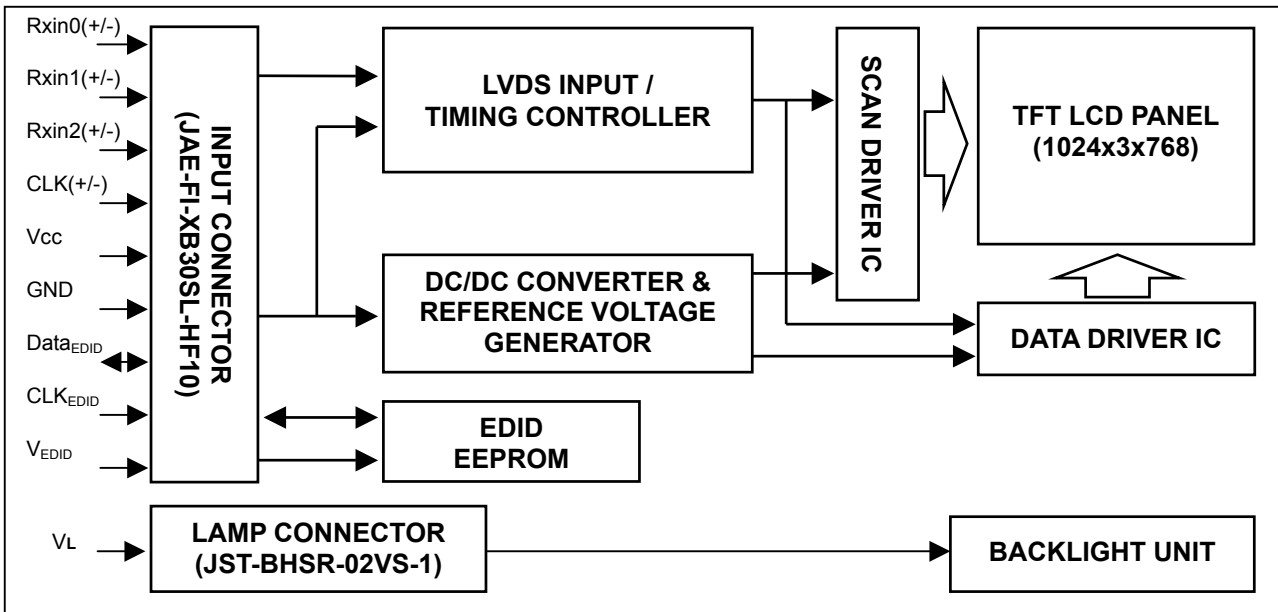 Rxin0(+/-)
Rxin1(+/-)
Rxin2(+/-)
CLK(+/-)
Vcc
GND
DataEDID
CLKEDID
VEDID
VL
INPUT CONNECTOR
(JAE-FI-XB30SL-HF10)
LVDS INPUT /
TIMING CONTROLLER
DC/DC CONVERTER &
REFERENCE VOLTAGE
GENERATOR
EDID
EEPROM
LAMP CONNECTOR
(JST-BHSR-02VS-1)
SCAN DRIVER IC
TFT LCD PANEL
(1024x3x768)
DATA DRIVER IC
BACKLIGHT UNIT